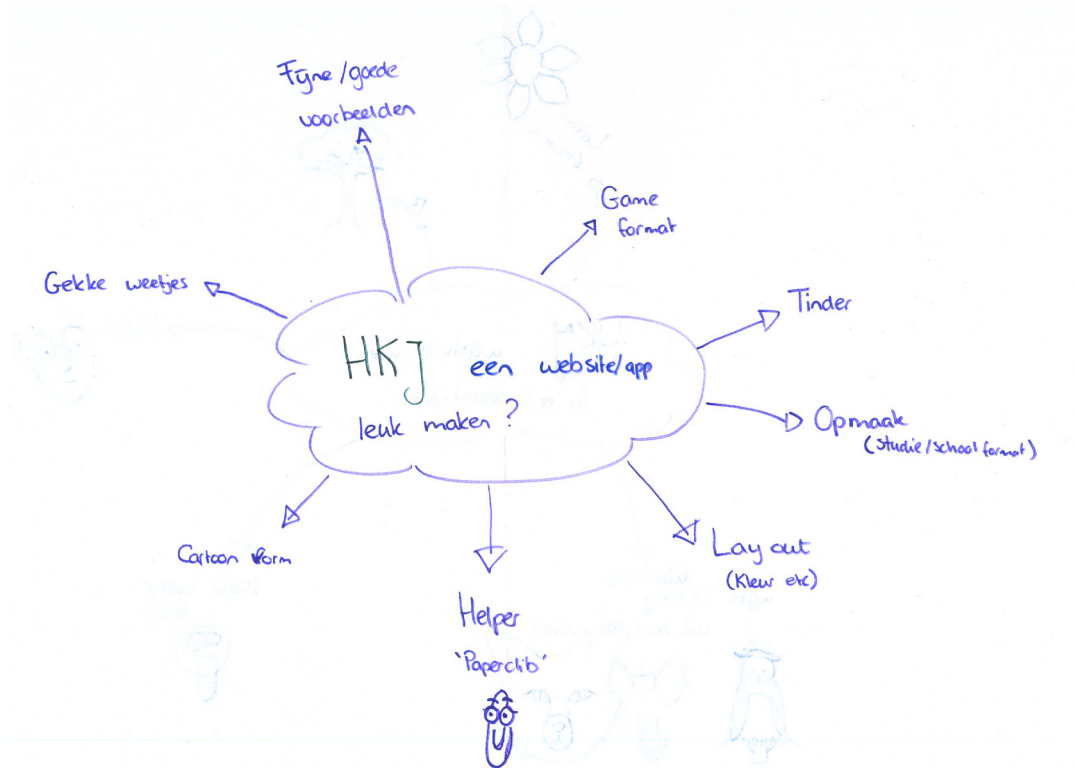 Fijne/goede
voorbeelden
Game
format
Gekke weetjes
Tinder
HKJ een website/app
leuk maken?
Opmaak
(studie/school format)
Cartoon vorm
Lay out
(Kleur etc)
Helper
'Paperclib'